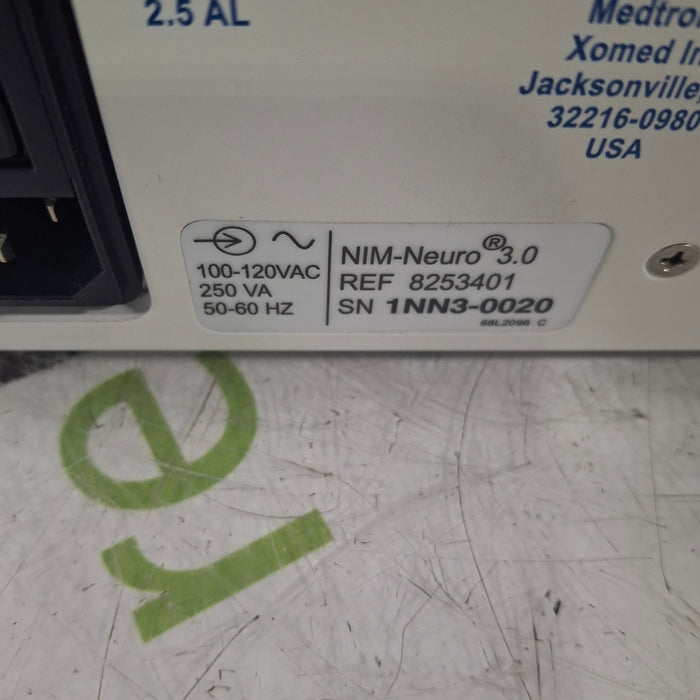 2.5 AL
Medtro
Xomed In
Jacksonville,
32216-0980
USA
100-120VAC
250 VA
50-60 HZ
NIM-Neuro® 3.0
REF 8253401
SN 1NN3-0020
68L2096 C
re